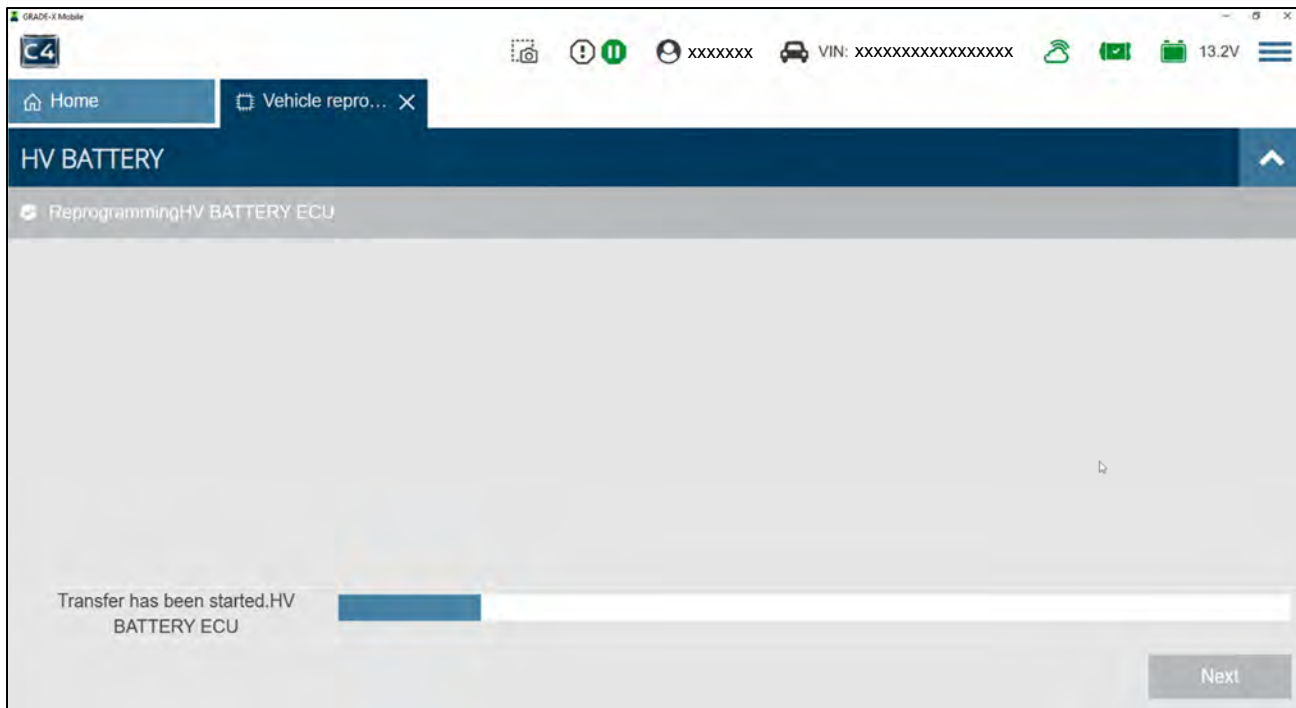 GRADE-X Mobile
C4
xxxxxxx
VIN: xxxxxxxxxxxxxxxxx
13.2V
Home
Vehicle repro...
HV BATTERY
ReprogrammingHV BATTERY ECU
Transfer has been started.HV
BATTERY ECU
Next